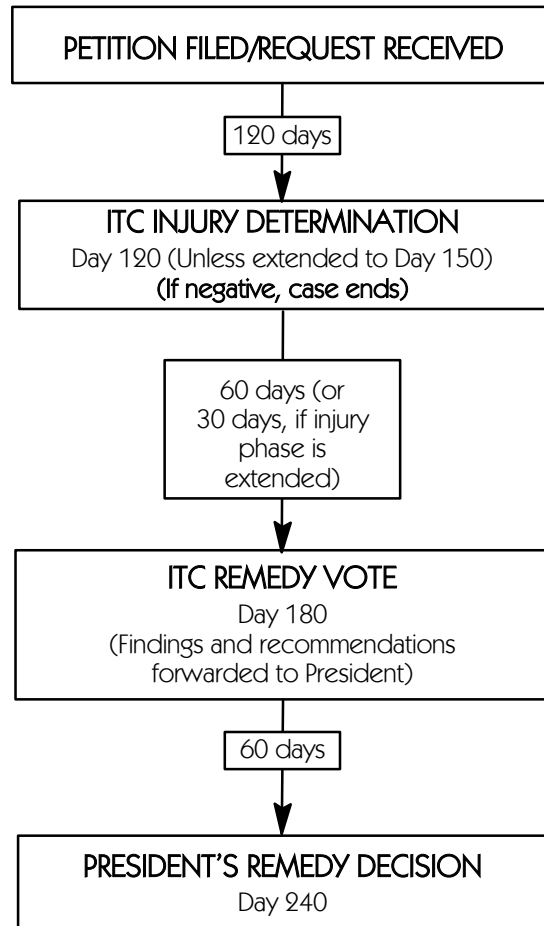 PETITION FILED/REQUEST RECEIVED
120 days
ITC INJURY DETERMINATION
Day 120 (Unless extended to Day 150)
(If negative, case ends)
60 days (or
30 days, if injury
phase is
extended)
ITC REMEDY VOTE
Day 180
(Findings and recommendations
forwarded to President)
60 days
PRESIDENT'S REMEDY DECISION
Day 240